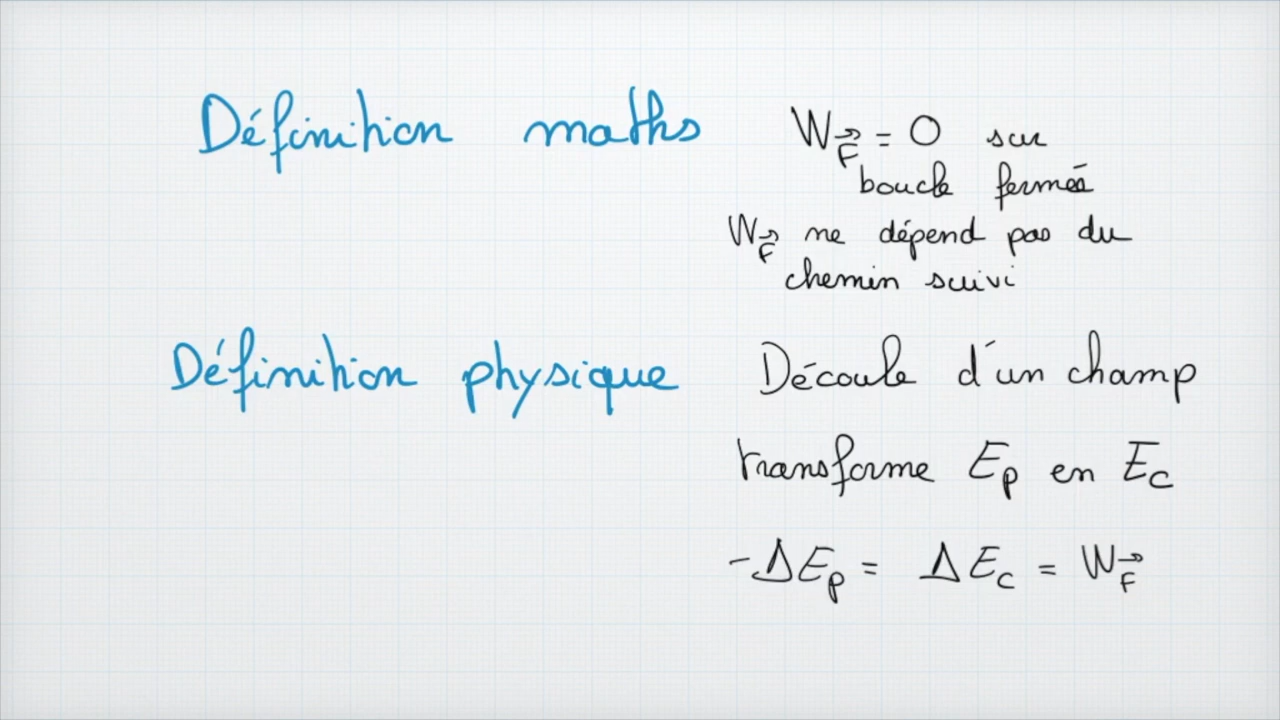 Définition maths
W_F⃗ = 0 sur
boucle fermée
W_F⃗ ne dépend pas du
chemin suivi
Définition physique
Découle d'un champ
transforme Ep en Ec
-ΔEp = ΔEc = W_F⃗